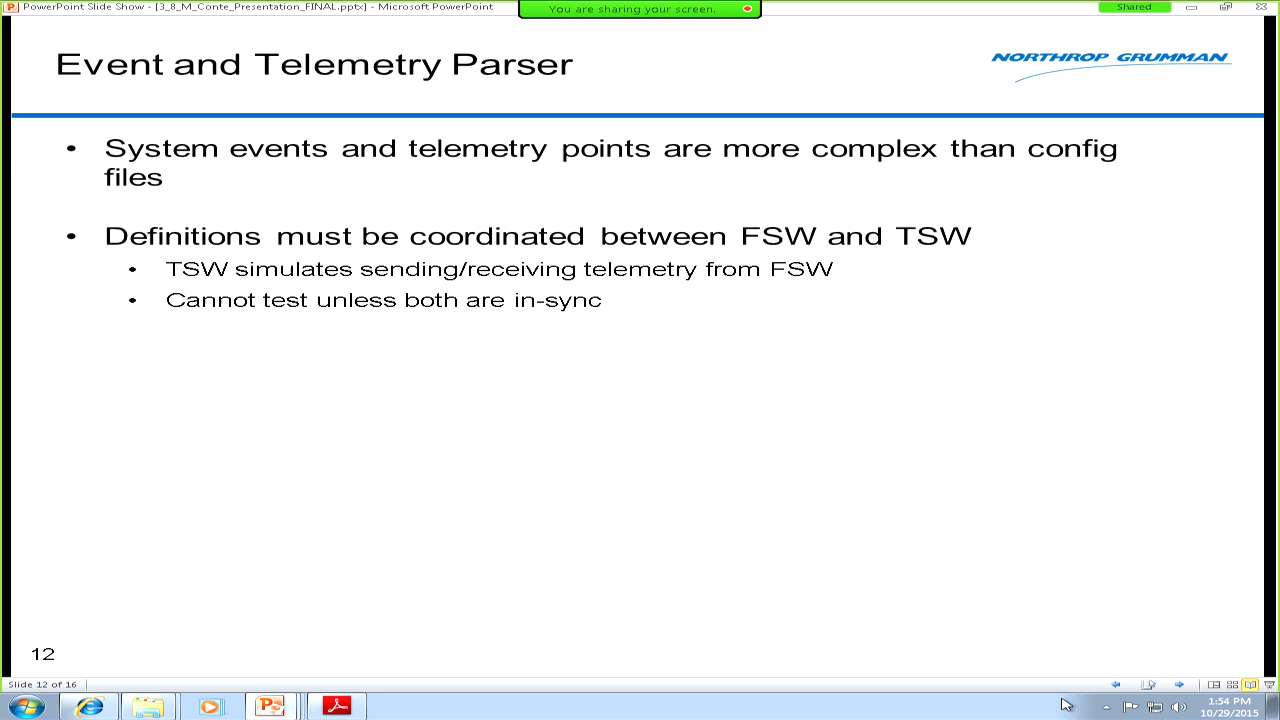 PowerPoint Slide Show - [3_8_M_Conte_Presentation_FINAL.pptx] - Microsoft PowerPoint
You are sharing your screen.
Shared
Event and Telemetry Parser
NORTHROP GRUMMAN
• System events and telemetry points are more complex than config
files
• Definitions must be coordinated between FSW and TSW
• TSW simulates sending/receiving telemetry from FSW
• Cannot test unless both are in-sync
12
Slide 12 of 16
1:54 PM
10/29/2015